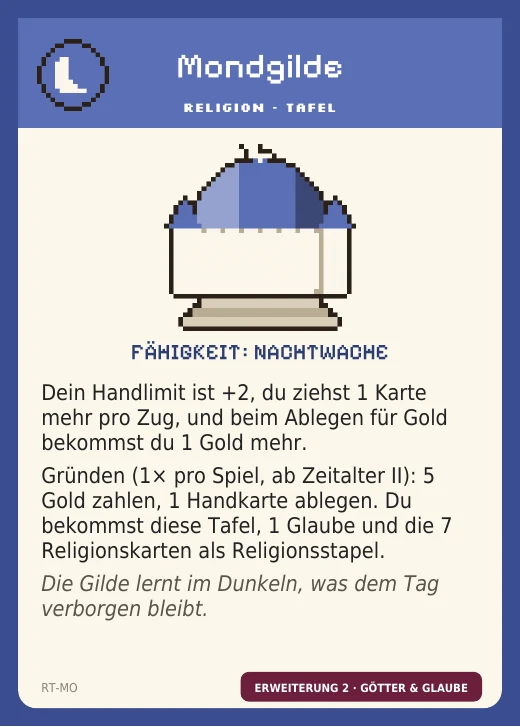 Mondgilde
RELIGION · TAFEL
FÄHIGKEIT: NACHTWACHE
Dein Handlimit ist +2, du ziehst 1 Karte
mehr pro Zug, und beim Ablegen für Gold
bekommst du 1 Gold mehr.
Gründen (1× pro Spiel, ab Zeitalter II): 5
Gold zahlen, 1 Handkarte ablegen. Du
bekommst diese Tafel, 1 Glaube und die 7
Religionskarten als Religionsstapel.
Die Gilde lernt im Dunkeln, was dem Tag
verborgen bleibt.
RT-MO
ERWEITERUNG 2 · GÖTTER & GLAUBE